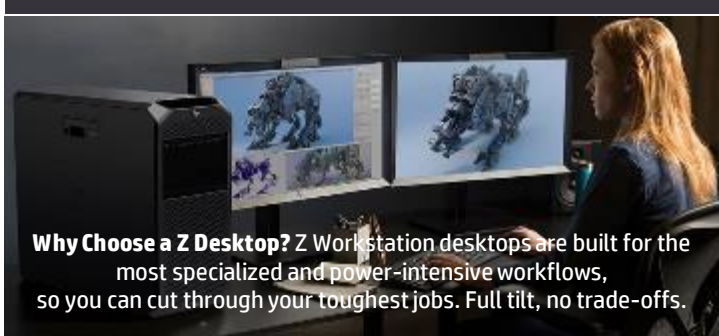 Why Choose a Z Desktop? Z Workstation desktops are built for the
most specialized and power-intensive workflows,
so you can cut through your toughest jobs. Full tilt, no trade-offs.